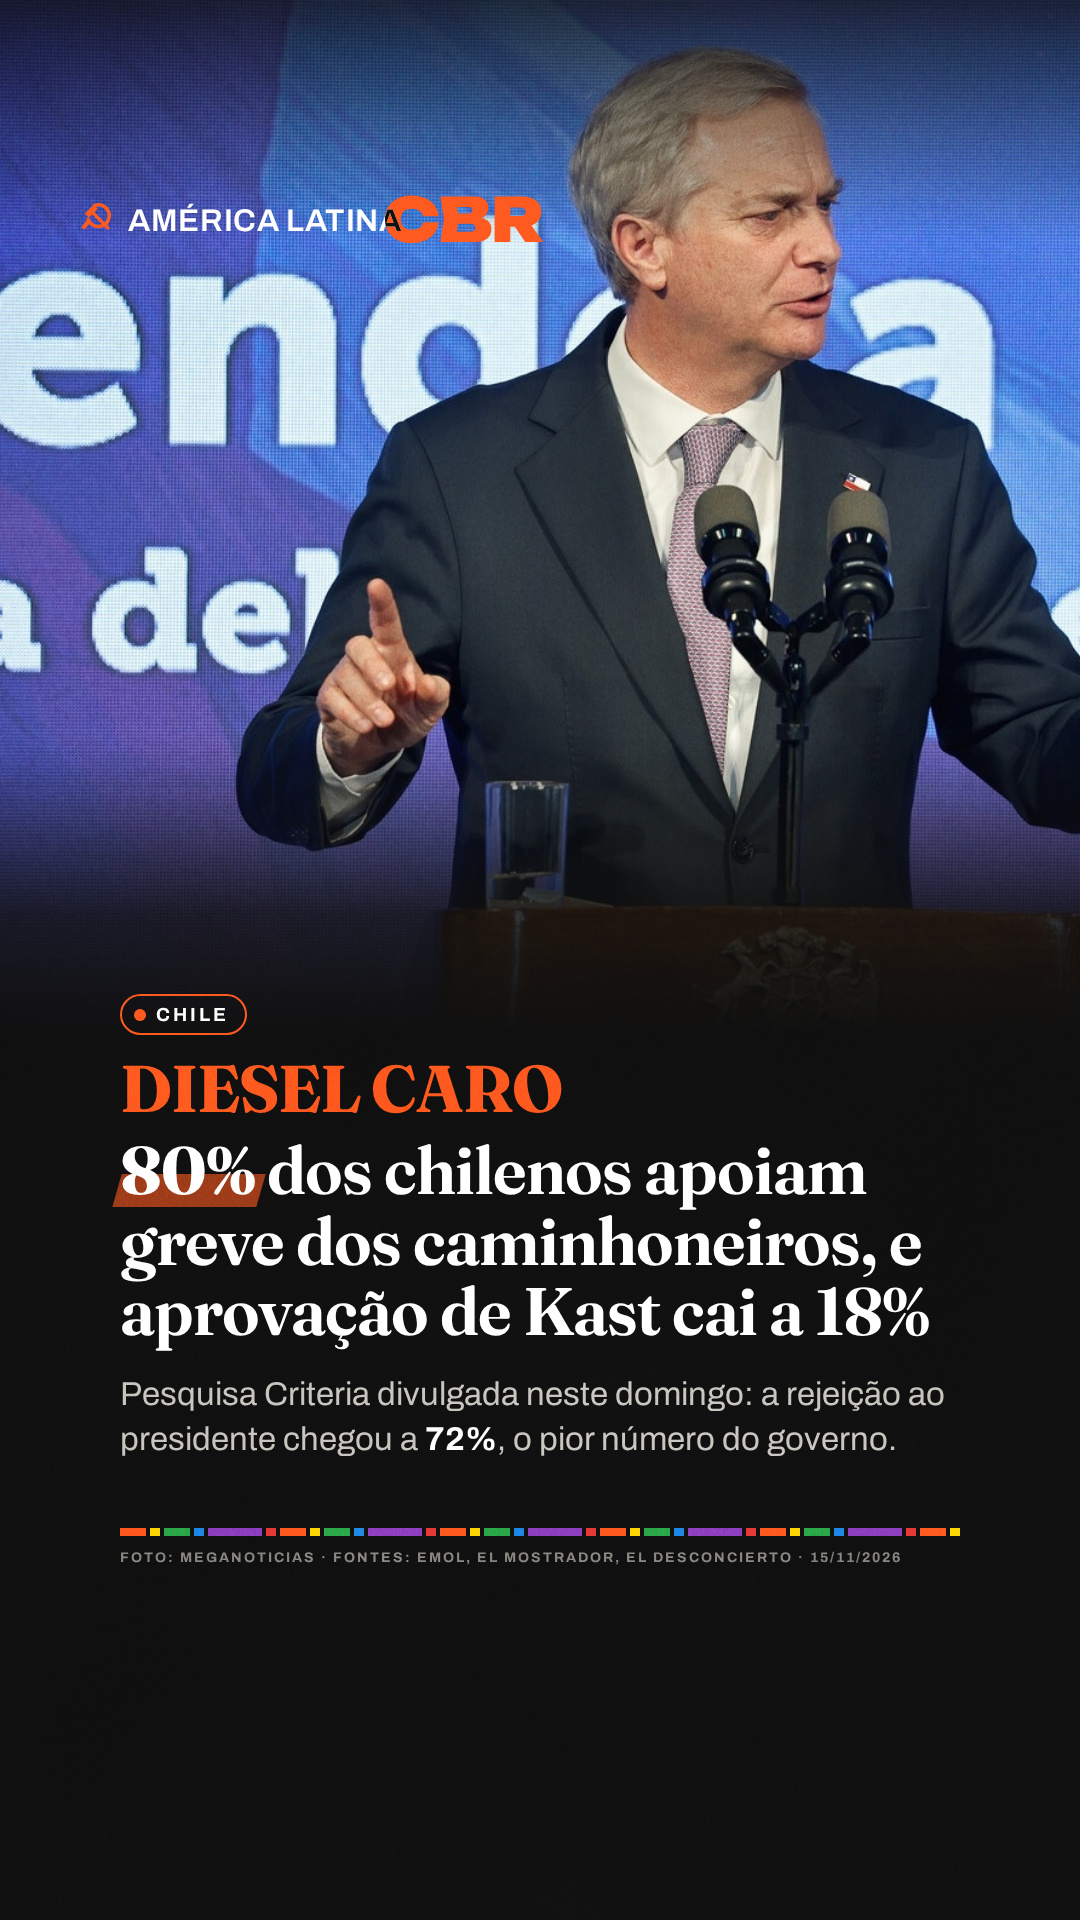 AMÉRICA LATINA
CBR
end a
a del
CHILE
DIESEL CARO
80% dos chilenos apoiam
greve dos caminhoneiros, e
aprovação de Kast cai a 18%
Pesquisa Criteria divulgada neste domingo: a rejeição ao
presidente chegou a 72%, o pior número do governo.
FOTO: MEGANOTICIAS · FONTES: EMOL, EL MOSTRADOR, EL DESCONCIERTO · 15/11/2026